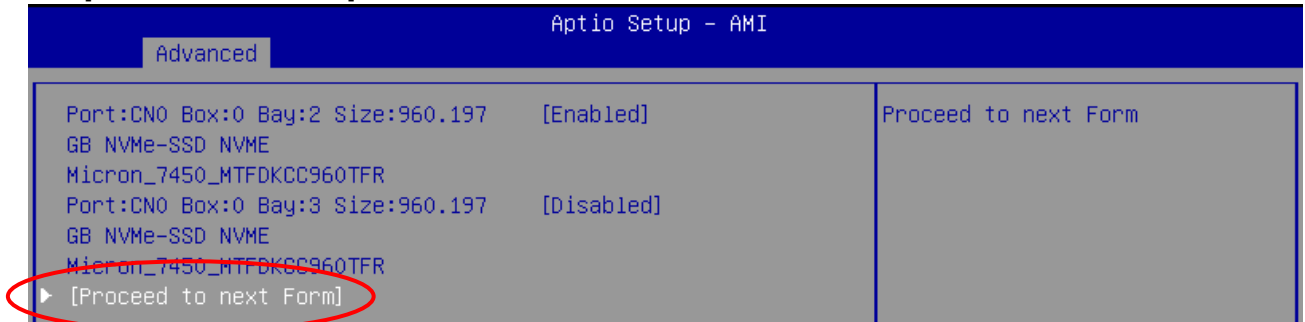 Aptio Setup – AMI
Advanced
Port:CN0 Box:0 Bay:2 Size:960.197 [Enabled]
GB NVMe-SSD NVME
Micron_7450_MTFDKCC960TFR
Port:CN0 Box:0 Bay:3 Size:960.197 [Disabled]
GB NVMe-SSD NVME
Micron_7450_MTFDKCC960TFR
[Proceed to next Form]
Proceed to next Form